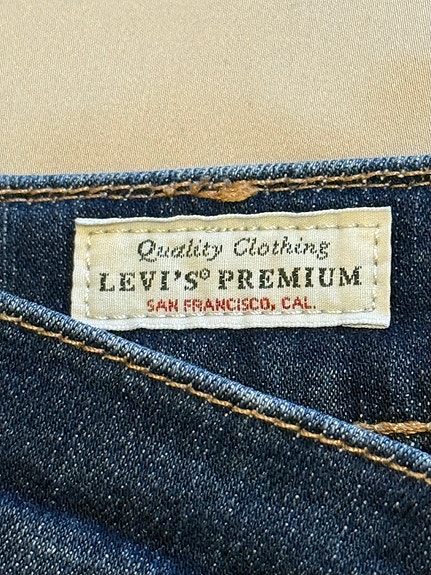 Quality Clothing
LEVI'S® PREMIUM
SAN FRANCISCO, CAL.